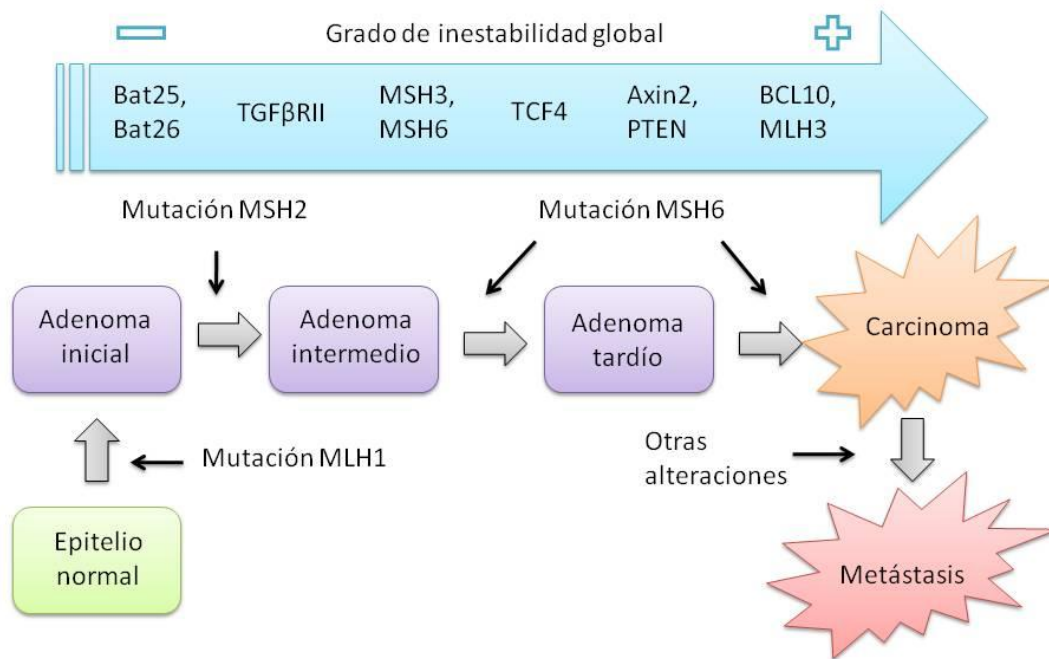 Grado de inestabilidad global
Bat25,
Bat26
TGFβRII
MSH3,
MSH6
TCF4
Axin2,
PTEN
BCL10,
MLH3
Mutación MSH2
Mutación MSH6
Adenoma
inicial
Adenoma
intermedio
Adenoma
tardío
Carcinoma
Mutación MLH1
Otras
alteraciones
Epitelio
normal
Metástasis